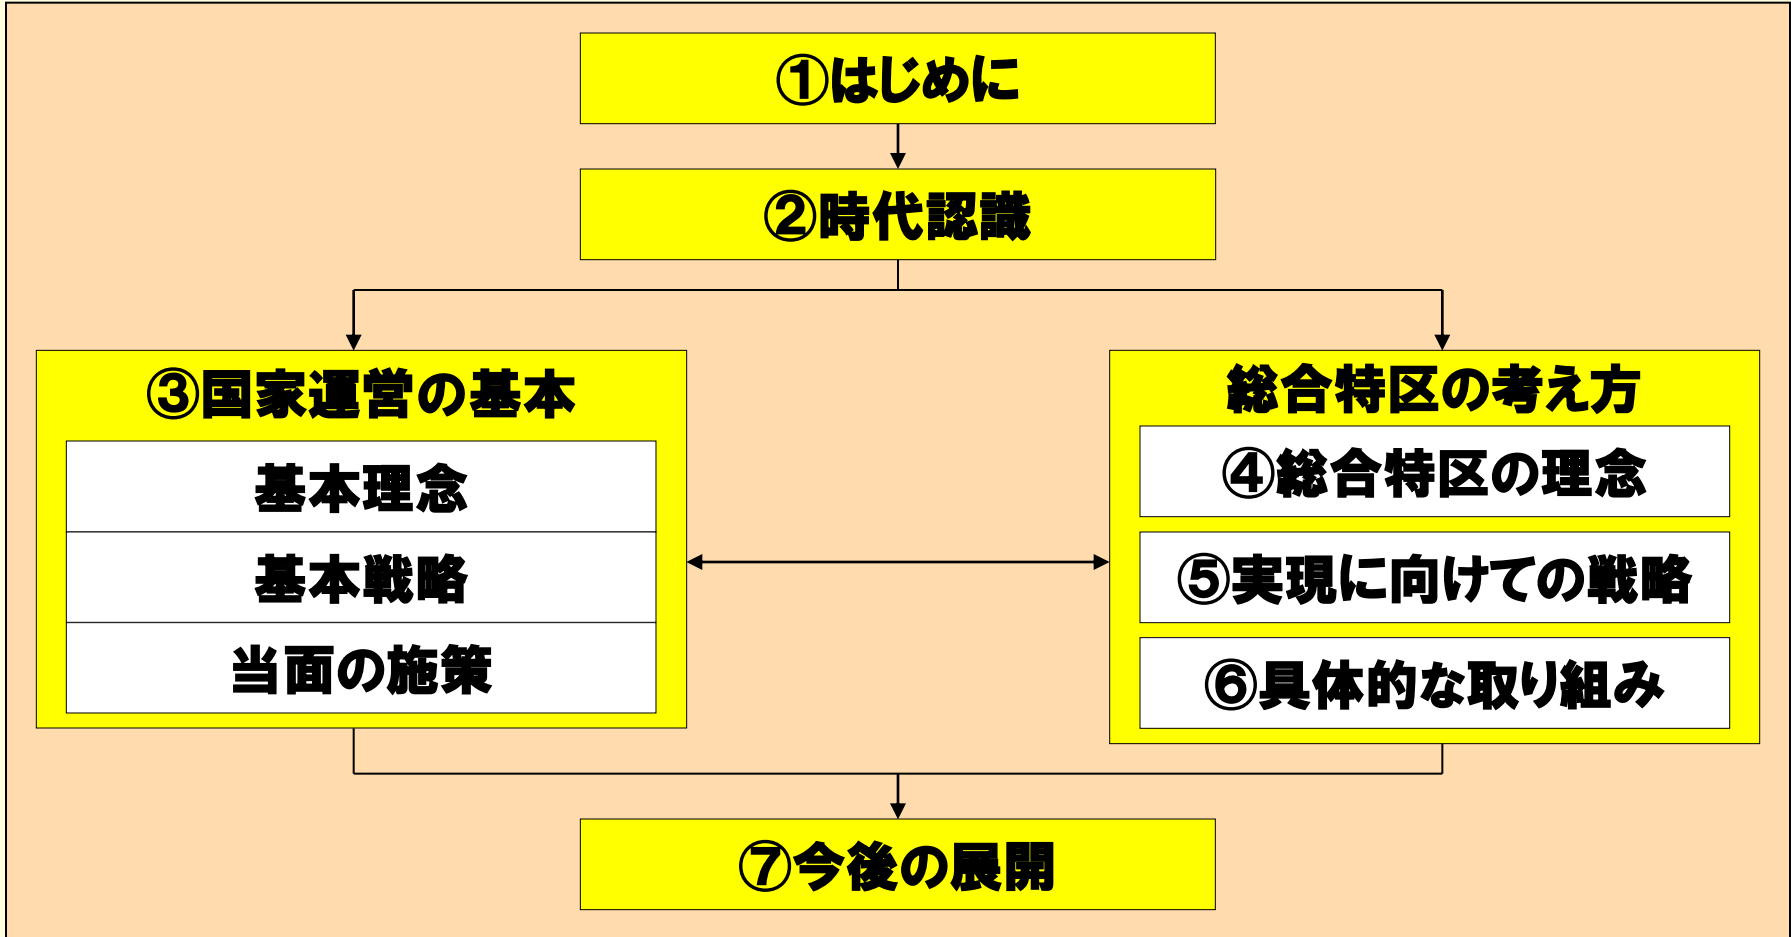 ①はじめに
②時代認識
③国家運営の基本
基本理念
基本戦略
当面の施策
総合特区の考え方
④総合特区の理念
⑤実現に向けての戦略
⑥具体的な取り組み
⑦今後の展開